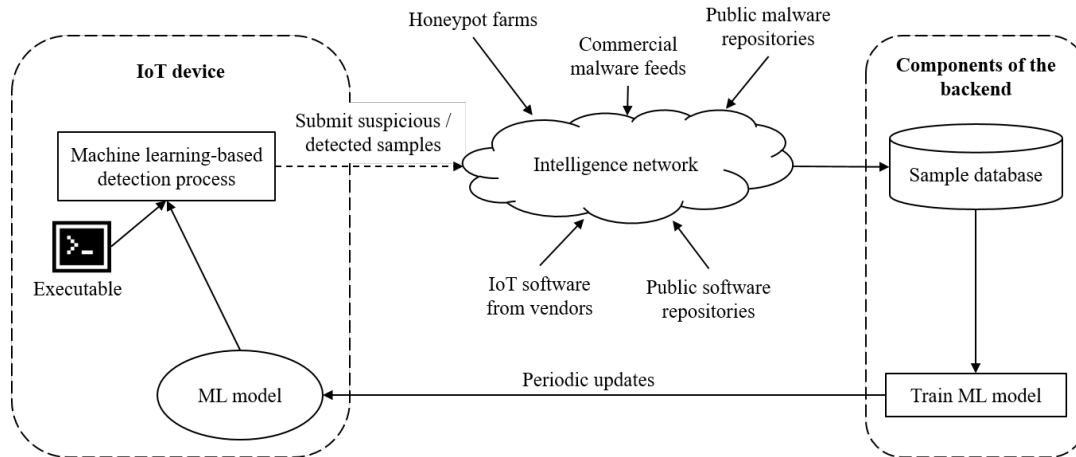 Honeypot farms
Public malware
repositories
Commercial
malware feeds
IoT device
Components of the
backend
Submit suspicious /
detected samples
Machine learning-based
detection process
Intelligence network
Sample database
>_
Executable
IoT software
from vendors
Public software
repositories
Periodic updates
ML model
Train ML model